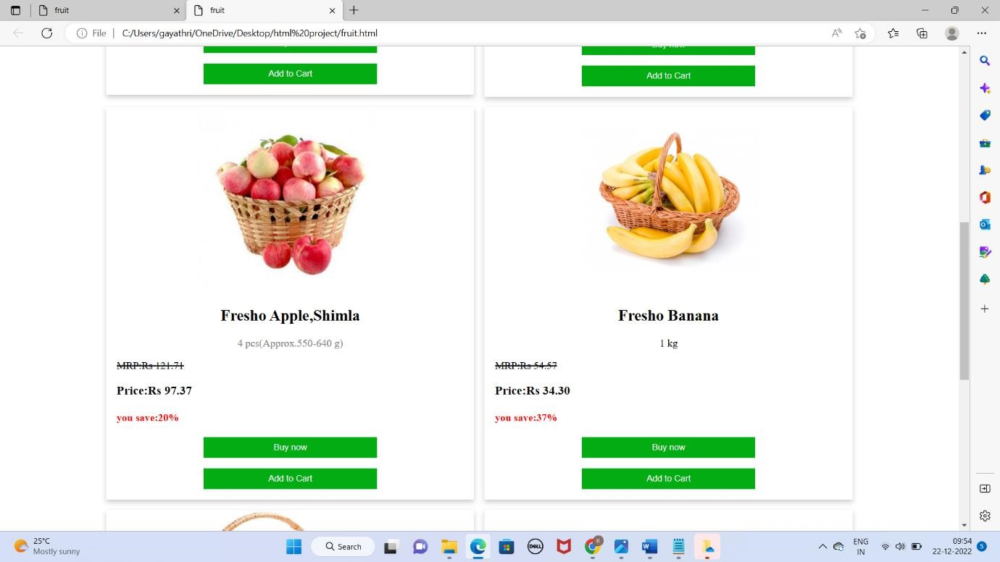 fruit
fruit
File
C:/Users/gayathri/OneDrive/Desktop/html%20project/fruit.html
Add to Cart
Add to Cart
Fresho Apple,Shimla
4 pcs(Approx.550-640 g)
MRP:Rs 121.71
Price:Rs 97.37
you save:20%
Buy now
Add to Cart
Fresho Banana
1 kg
MRP:Rs 54.57
Price:Rs 34.30
you save:37%
Buy now
Add to Cart
25°C
Mostly sunny
Search
DELL
K
ENG
IN
09:54
22-12-2022
5